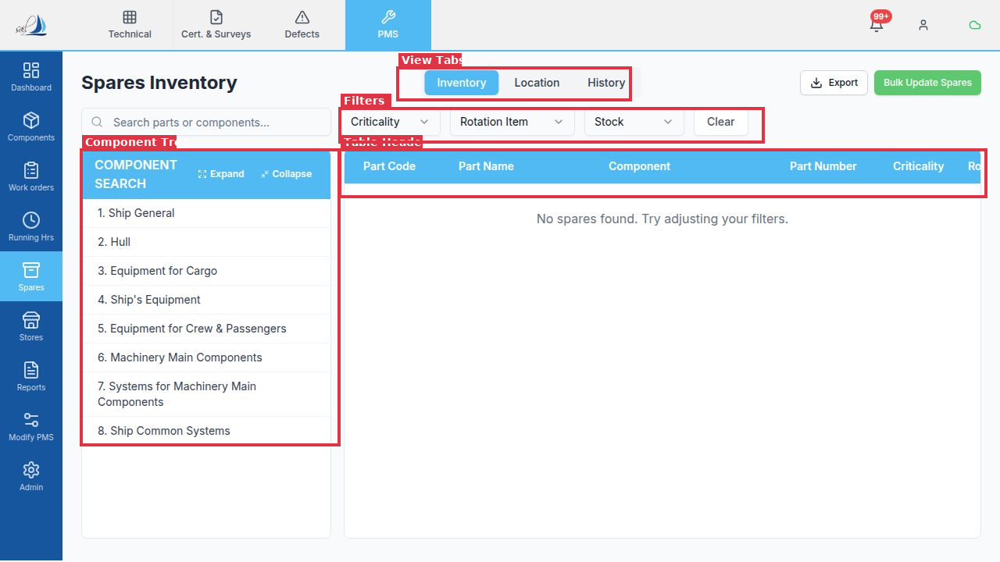 sail
Technical
Cert. & Surveys
Defects
PMS
99+
Dashboard
Components
Work orders
Running Hrs
Spares
Stores
Reports
Modify PMS
Admin
Spares Inventory
View Tabs
Inventory
Location
History
Export
Bulk Update Spares
Search parts or components...
Filters
Criticality
Rotation Item
Stock
Clear
Component Tr
COMPONENT
SEARCH
Expand
Collapse
1. Ship General
2. Hull
3. Equipment for Cargo
4. Ship's Equipment
5. Equipment for Crew & Passengers
6. Machinery Main Components
7. Systems for Machinery Main
Components
8. Ship Common Systems
Table Heade
Part Code
Part Name
Component
Part Number
Criticality
Ro
No spares found. Try adjusting your filters.